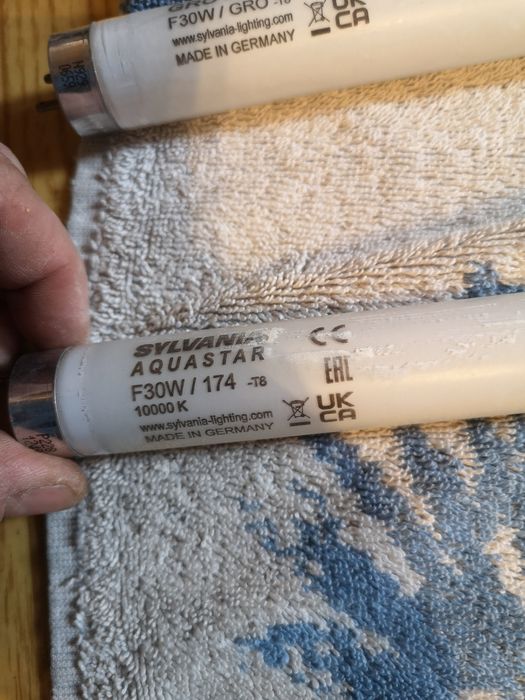 F30W / GRO -T8
www.sylvania-lighting.com
MADE IN GERMANY
UK
CA
SYLVANIA
AQUASTAR
F30W / 174 -T8
10000 K
www.sylvania-lighting.com
MADE IN GERMANY
CE
EAC
UK
CA